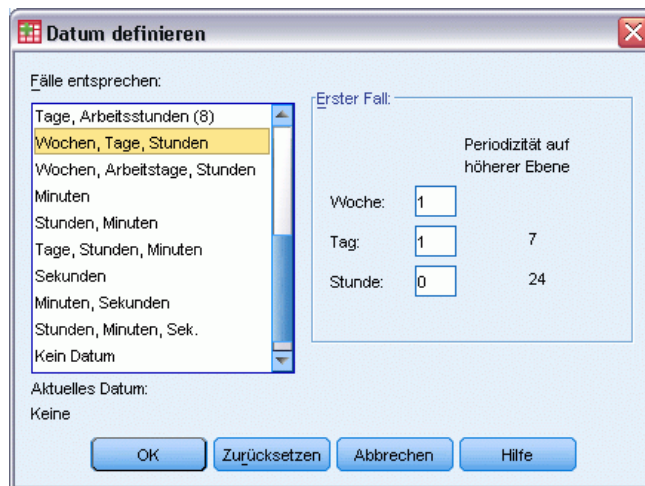 Datum definieren
Fälle entsprechen:
Tage, Arbeitsstunden (8)
Wochen, Tage, Stunden
Wochen, Arbeitstage, Stunden
Minuten
Stunden, Minuten
Tage, Stunden, Minuten
Sekunden
Minuten, Sekunden
Stunden, Minuten, Sek.
Kein Datum
Aktuelles Datum:
Keine
Erster Fall:
Periodizität auf
höherer Ebene
Woche: 1
Tag: 1 7
Stunde: 0 24
OK Zurücksetzen Abbrechen Hilfe